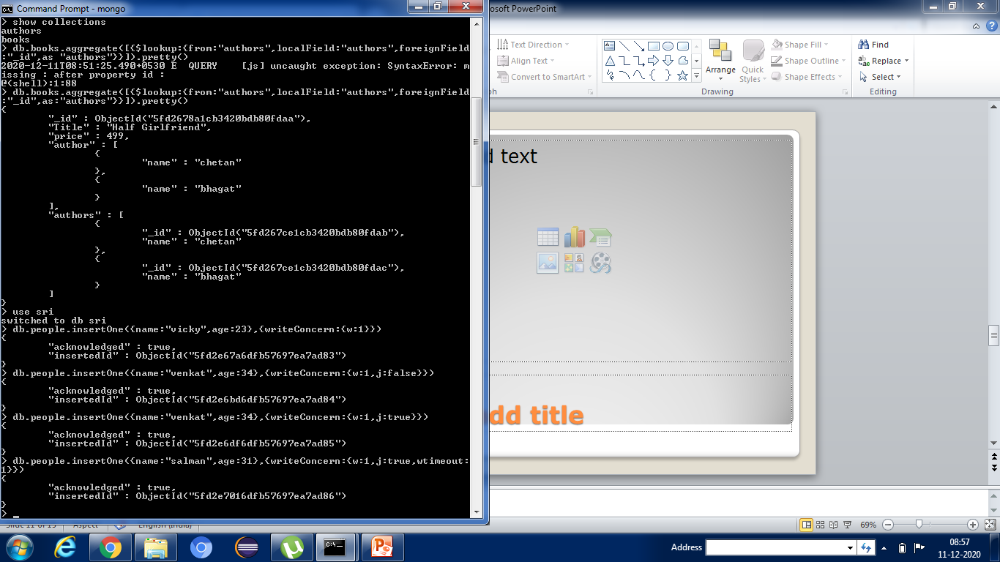 Command Prompt - mongo
> show collections
authors
books
> db.books.aggregate([{$lookup:{from:"authors",localField:"authors",foreignField
:"_id",as "authors"}}]).pretty()
2020-12-11T08:51:25.490+0530 E  QUERY    [js] uncaught exception: SyntaxError: m
issing : after property id :
@(shell):1:88
> db.books.aggregate([{$lookup:{from:"authors",localField:"authors",foreignField
:"_id",as:"authors"}}]).pretty()
{
        "_id" : ObjectId("5fd2678a1cb3420bdb80fdaa"),
        "Title" : "Half Girlfriend",
        "price" : 499,
        "author" : [
                {
                        "name" : "chetan"
                },
                {
                        "name" : "bhagat"
                }
        ],
        "authors" : [
                {
                        "_id" : ObjectId("5fd267ce1cb3420bdb80fdab"),
                        "name" : "chetan"
                },
                {
                        "_id" : ObjectId("5fd267ce1cb3420bdb80fdac"),
                        "name" : "bhagat"
                }
        ]
}
> use sri
switched to db sri
> db.people.insertOne({name:"vicky",age:23},{writeConcern:{w:1}})
{
        "acknowledged" : true,
        "insertedId" : ObjectId("5fd2e67a6dfb57697ea7ad83")
}
> db.people.insertOne({name:"venkat",age:34},{writeConcern:{w:1,j:false}})
{
        "acknowledged" : true,
        "insertedId" : ObjectId("5fd2e6bd6dfb57697ea7ad84")
}
> db.people.insertOne({name:"venkat",age:34},{writeConcern:{w:1,j:true}})
{
        "acknowledged" : true,
        "insertedId" : ObjectId("5fd2e6df6dfb57697ea7ad85")
}
> db.people.insertOne({name:"salman",age:31},{writeConcern:{w:1,j:true,wtimeout:
1}})
{
        "acknowledged" : true,
        "insertedId" : ObjectId("5fd2e7016dfb57697ea7ad86")
}
> _
osoft PowerPoint
Text Direction
Align Text
Convert to SmartArt
ph
Arrange
Quick
Styles
Shape Fill
Shape Outline
Shape Effects
Drawing
Find
Replace
Select
Editing
d text
dd title
Slide 11 of 15
"Aspect"
English (India)
69%
Address
08:57
11-12-2020